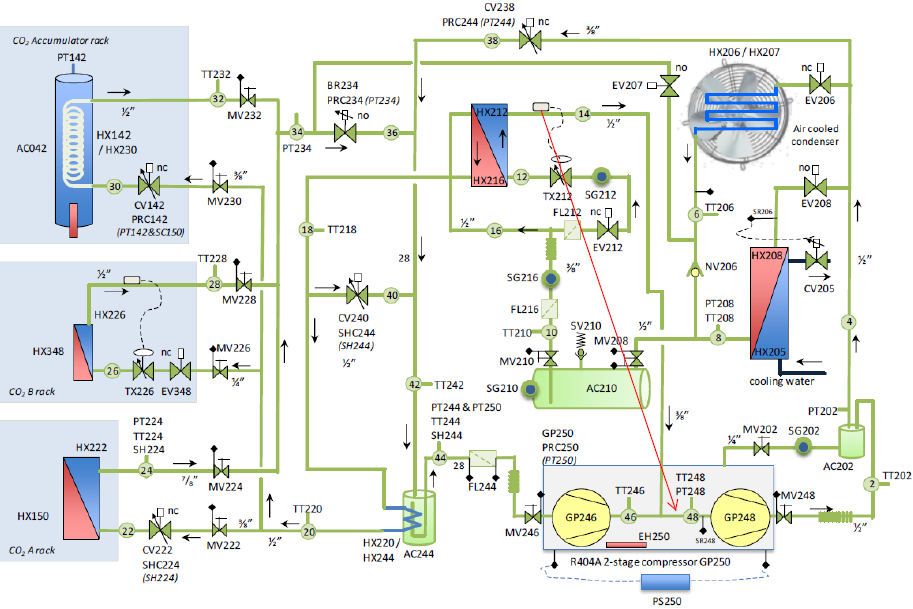 CV238
PRC244 (PT244)
nc
38
⅜"
HX206 / HX207
CO₂ Accumulator rack
PT142
TT232
32
½"
MV232
AC042
HX142
/ HX230
30
nc
⅜"
CV142
PRC142
(PT142&SC150)
MV230
34
PT234
BR234
PRC234 (PT234)
no
36
HX212
HX216
14
½"
12
TX212
SG212
EV207
no
nc
EV206
Air cooled
condenser
6
TT206
no
EV208
SR206
18
TT218
16
½"
FL212
nc
EV212
28
⅜"
SG216
FL216
TT210
10
MV210
SV210
MV208
½"
NV206
PT208
TT208
8
HX208
HX205
CV205
cooling water
½"
4
TT228
½"
28
MV228
HX226
HX348
CO₂ B rack
26
TX226
nc
EV348
MV226
¼"
CV240
SHC244
(SH244)
½"
40
42
TT242
SG210
AC210
⅜"
PT202
MV202
SG202
¼"
AC202
2
TT202
HX222
PT224
TT224
SH224
24
⅞"
MV224
HX150
22
nc
CV222
SHC224
(SH224)
⅜"
MV222
½"
TT220
20
CO₂ A rack
HX220 /
HX244
AC244
PT244 & PT250
TT244
SH244
44
28
FL244
MV246
GP250
PRC250
(PT250)
GP246
TT246
46
TT248
PT248
48
SR248
EH250
GP248
MV248
½"
R404A 2-stage compressor GP250
PS250